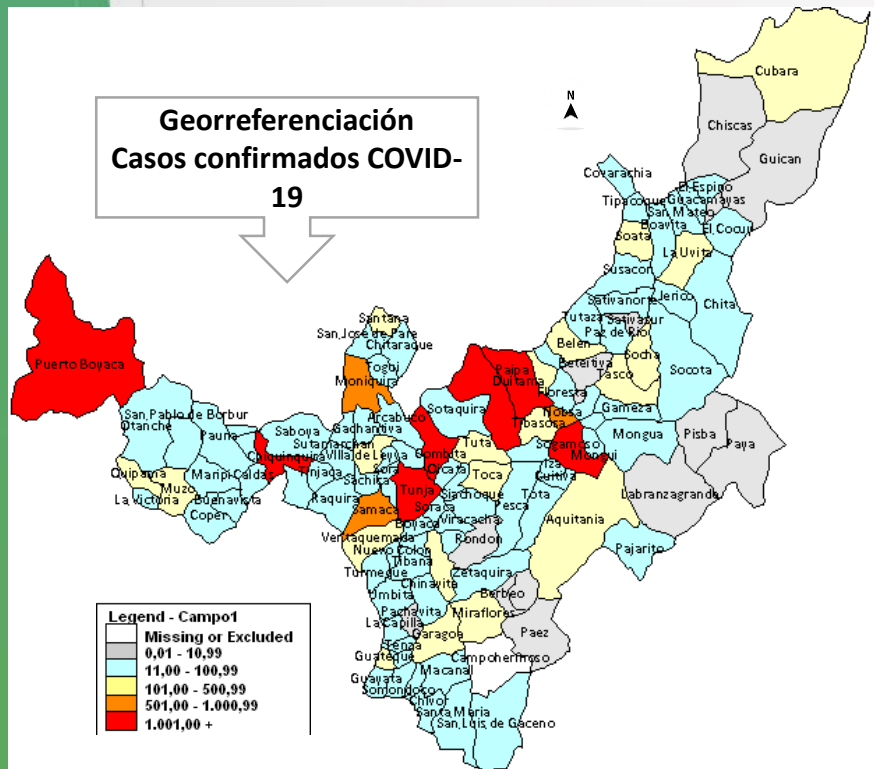 Georreferenciación
Casos confirmados COVID-
19
N
Cubara
Chiscas
Guican
Covarachia
El Espino
Tipacoque
Guacamayas
San Mateo
Boavita
El Cocuy
Soata
La Uvita
Susacon
Jerico
Chita
Sativanorte
Sativasur
Tutaza
Paz de Rio
Santana
San Jose de Pare
Chitaraque
Belen
Socha
Beteitiva
Tasco
Socota
Puerto Boyaca
Togui
Moniquira
Paipa
Duitama
Floresta
Gameza
San Pablo de Borbur
Otanche
Pauna
Saboya
Arcabuco
Sotaquira
Nobsa
Tibasosa
Gachantiva
Sutamarchan
Villa de Leyva
Combita
Tuta
Sogamoso
Mongui
Mongua
Pisba
Paya
Chiquinquira
Tinjaca
Sora
Oicata
Toca
Iza
Cuitiva
Quipama
Muzo
Maripi
Caldas
La Victoria
Buenavista
Coper
Raquira
Sachica
Tunja
Siachoque
Tota
Pesca
Labranzagrande
Samaca
Soraca
Boyaca
Viracacha
Aquitania
Ventaquemada
Nuevo Colon
Rondon
Pajarito
Turmeque
Tibana
Zetaquira
Umbita
Chinavita
Berbeo
Pachavita
Miraflores
La Capilla
Garagoa
Paez
Tenza
Guateque
Campohermoso
Guayata
Macanal
Somondoco
Chivor
Santa Maria
San Luis de Gaceno
Legend - Campo1
Missing or Excluded
0,01 - 10,99
11,00 - 100,99
101,00 - 500,99
501,00 - 1.000,99
1.001,00 +